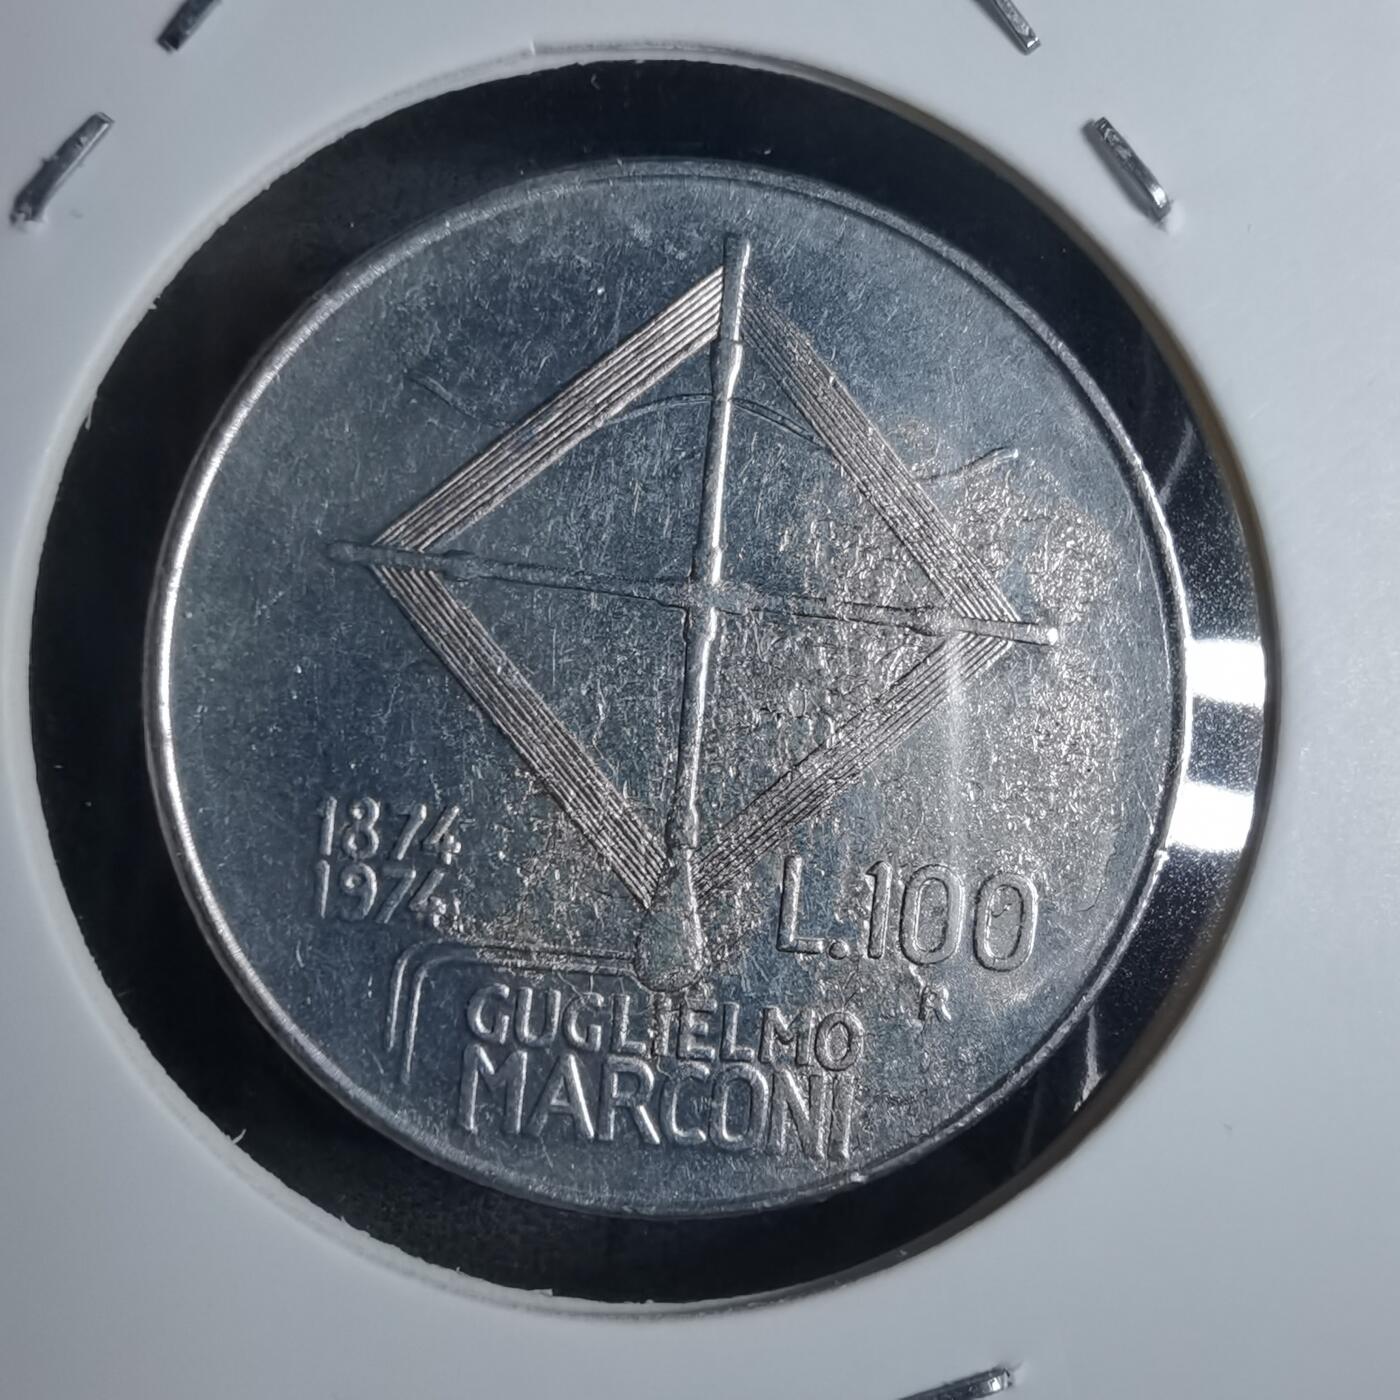 1874
1974
L.100
R
GUGLIELMO
MARCONI